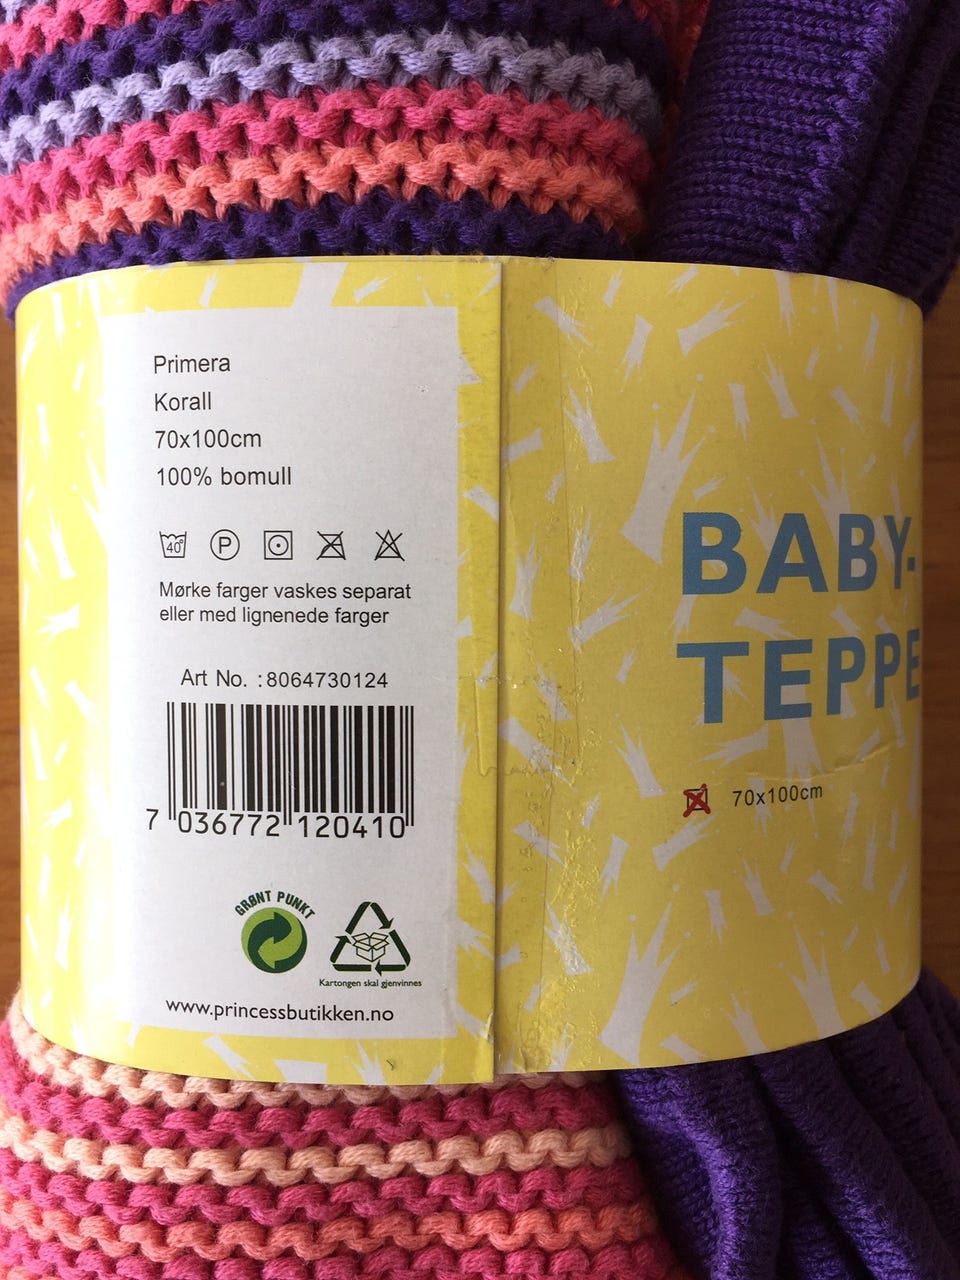 Primera
Korall
70x100cm
100% bomull
40°
P
Mørke farger vaskes separat
eller med lignenede farger
Art No. :8064730124
7 036772 120410
GRØNT PUNKT
Kartongen skal gjenvinnes
www.princessbutikken.no
BABY-
TEPPE
70x100cm